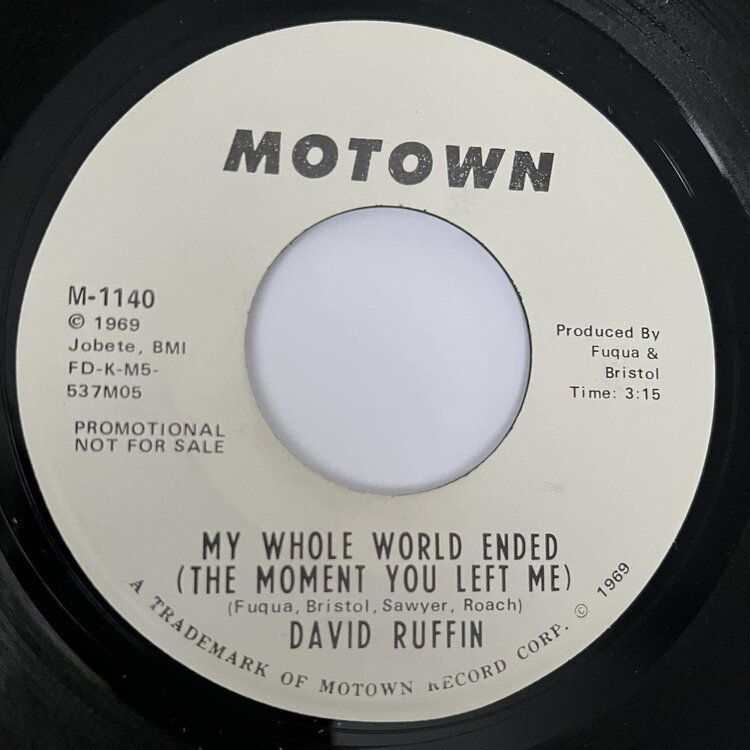 MOTOWN
M-1140
© 1969
Jobete, BMI
FD-K-M5-
537M05
PROMOTIONAL
NOT FOR SALE
Produced By
Fuqua &
Bristol
Time: 3:15
MY WHOLE WORLD ENDED
(THE MOMENT YOU LEFT ME)
(Fuqua, Bristol, Sawyer, Roach)
DAVID RUFFIN
A TRADEMARK OF MOTOWN RECORD CORP. © 1969